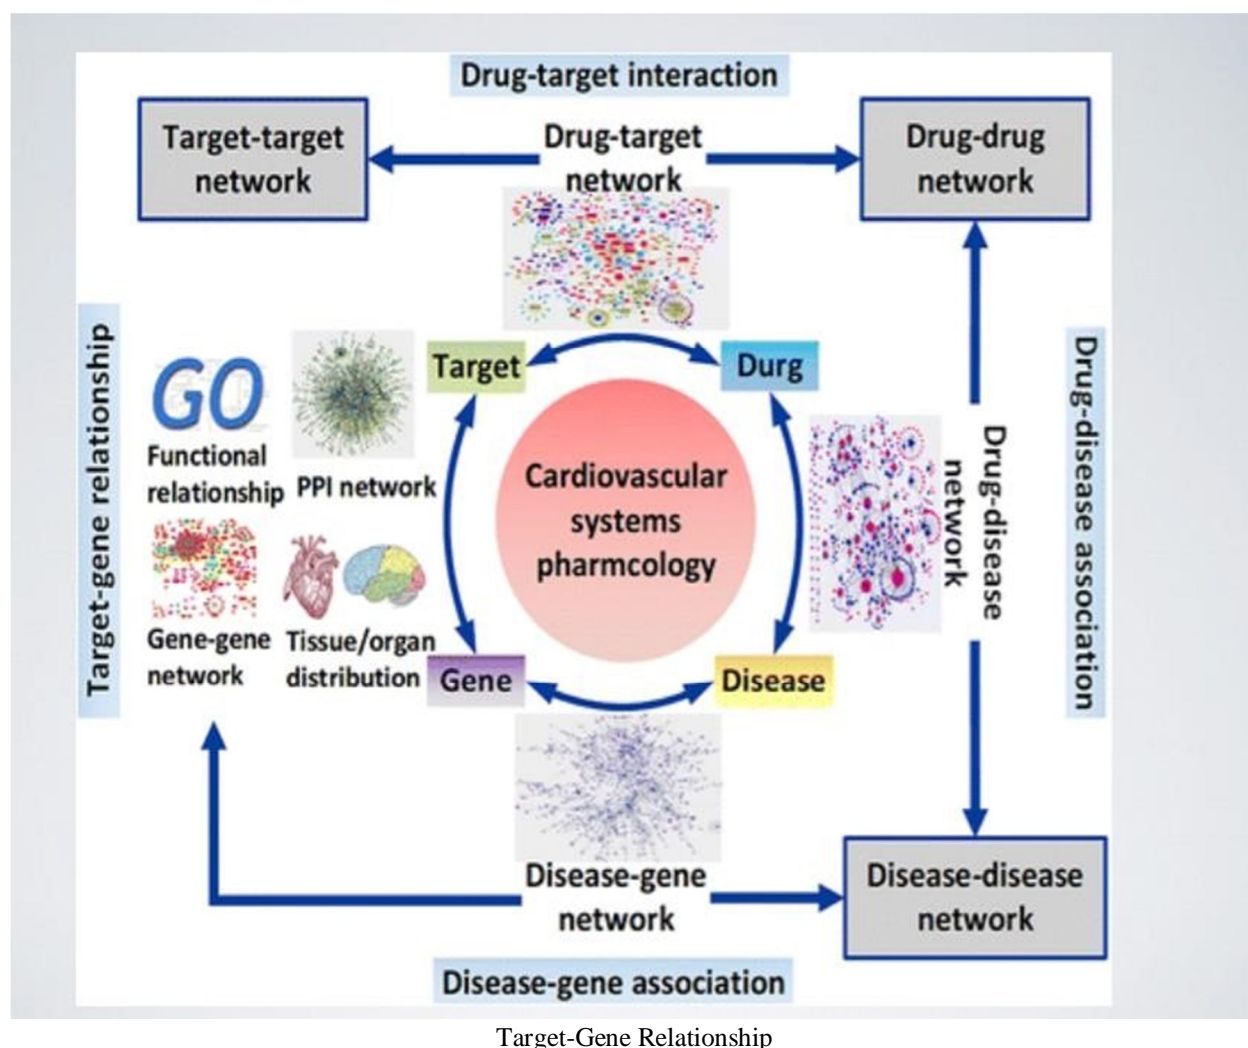 Drug-target interaction
Target-target
network
Drug-target
network
Drug-drug
network
Target-gene relationship
GO
Functional
relationship
PPI network
Gene-gene
network
Tissue/organ
distribution
Target
Durg
Cardiovascular
systems
pharmcology
Gene
Disease
Drug-disease
network
Drug-disease association
Disease-gene
network
Disease-disease
network
Disease-gene association
Target-Gene Relationship